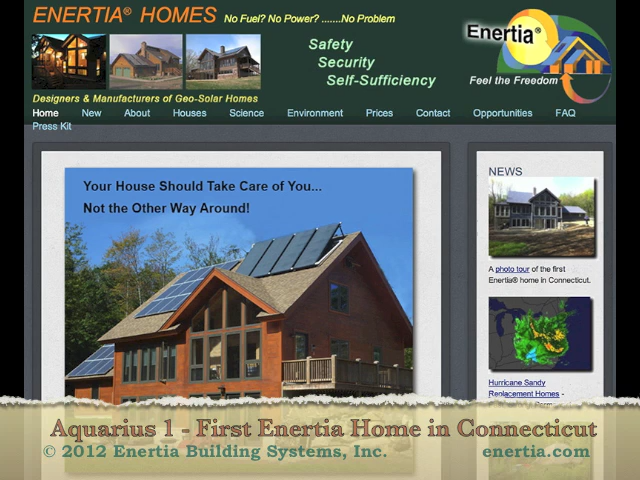 ENERTIA® HOMES No Fuel? No Power? .......No Problem
Safety
Security
Self-Sufficiency
Enertia®
Feel the Freedom
Designers & Manufacturers of Geo-Solar Homes
Home New About Houses Science Environment Prices Contact Opportunities FAQ
Press Kit
Your House Should Take Care of You...
Not the Other Way Around!
NEWS
A photo tour of the first
Enertia® home in Connecticut.
Hurricane Sandy
Replacement Homes -
Aquarius 1 - First Enertia Home in Connecticut
© 2012 Enertia Building Systems, Inc. enertia.com